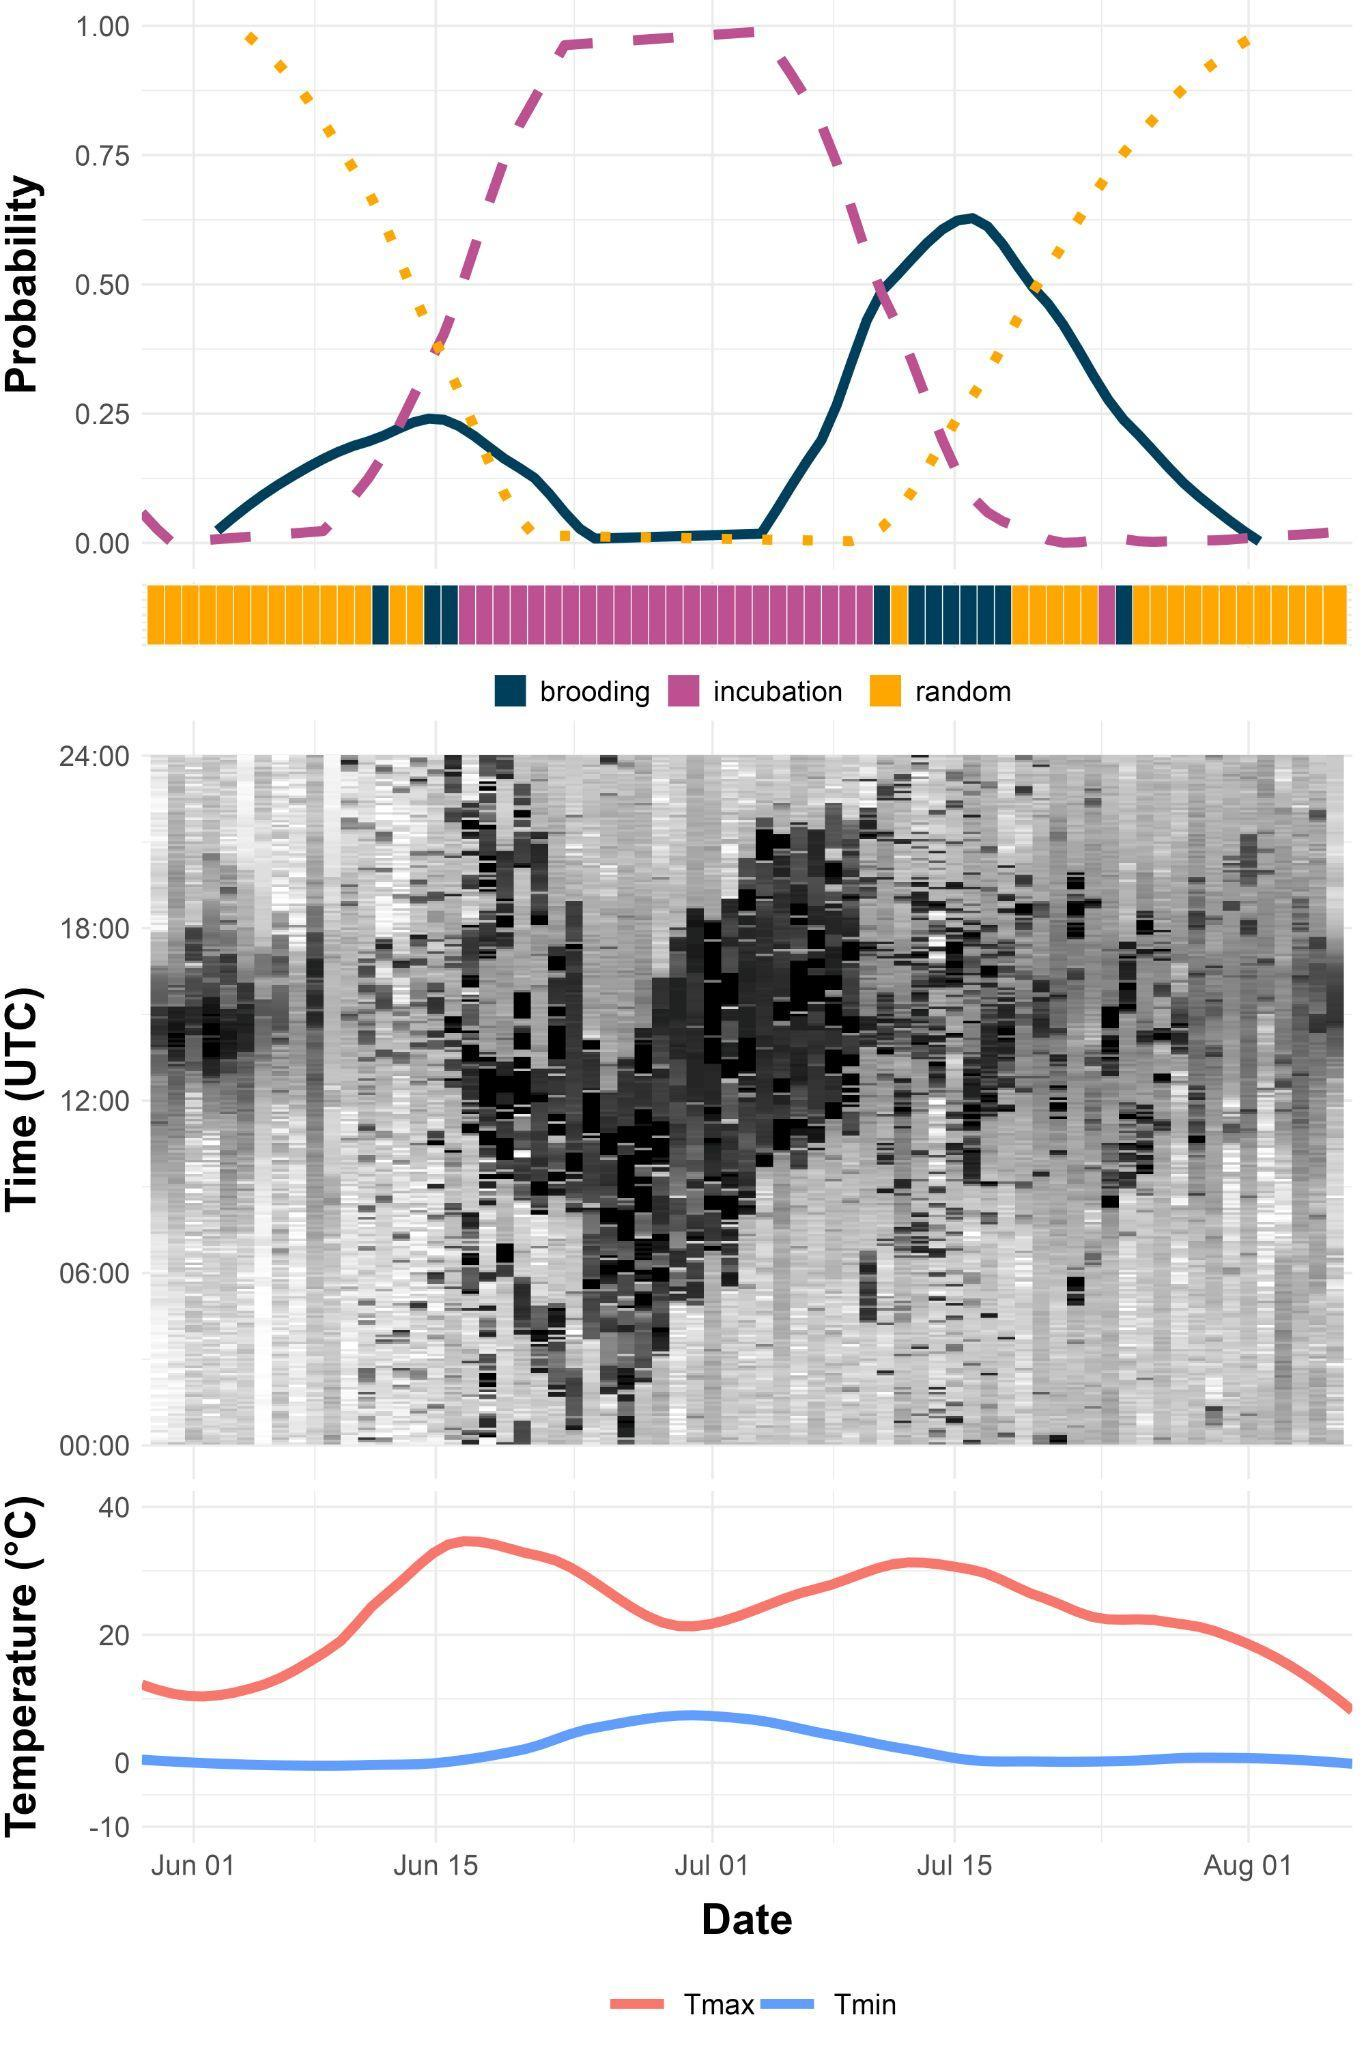 Probability
1.00
0.75
0.50
0.25
0.00
brooding incubation random
Time (UTC)
24:00
18:00
12:00
06:00
00:00
Temperature (°C)
40
20
0
-10
Jun 01 Jun 15 Jul 01 Jul 15 Aug 01
Date
Tmax Tmin